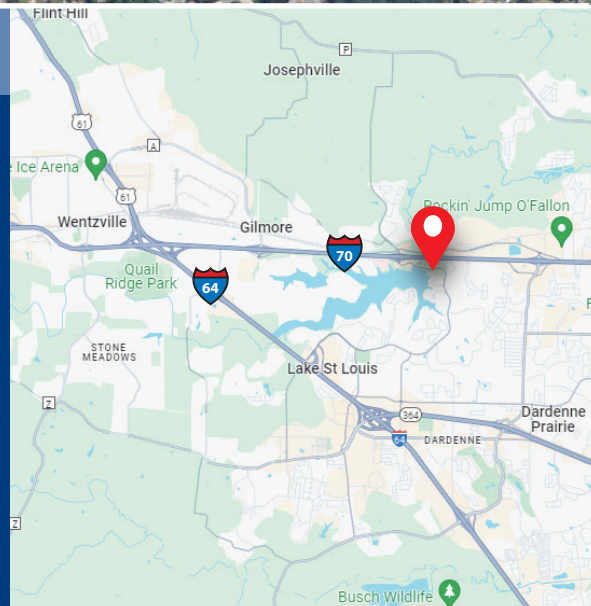 Flint Hill
P
Josephville
61
A
e Ice Arena
61
Rockin' Jump O'Fallon
Wentzville
Gilmore
70
Quail
Ridge Park
64
STONE
MEADOWS
Lake St Louis
Z
364
Dardenne
Prairie
64
DARDENNE
Z
Busch Wildlife